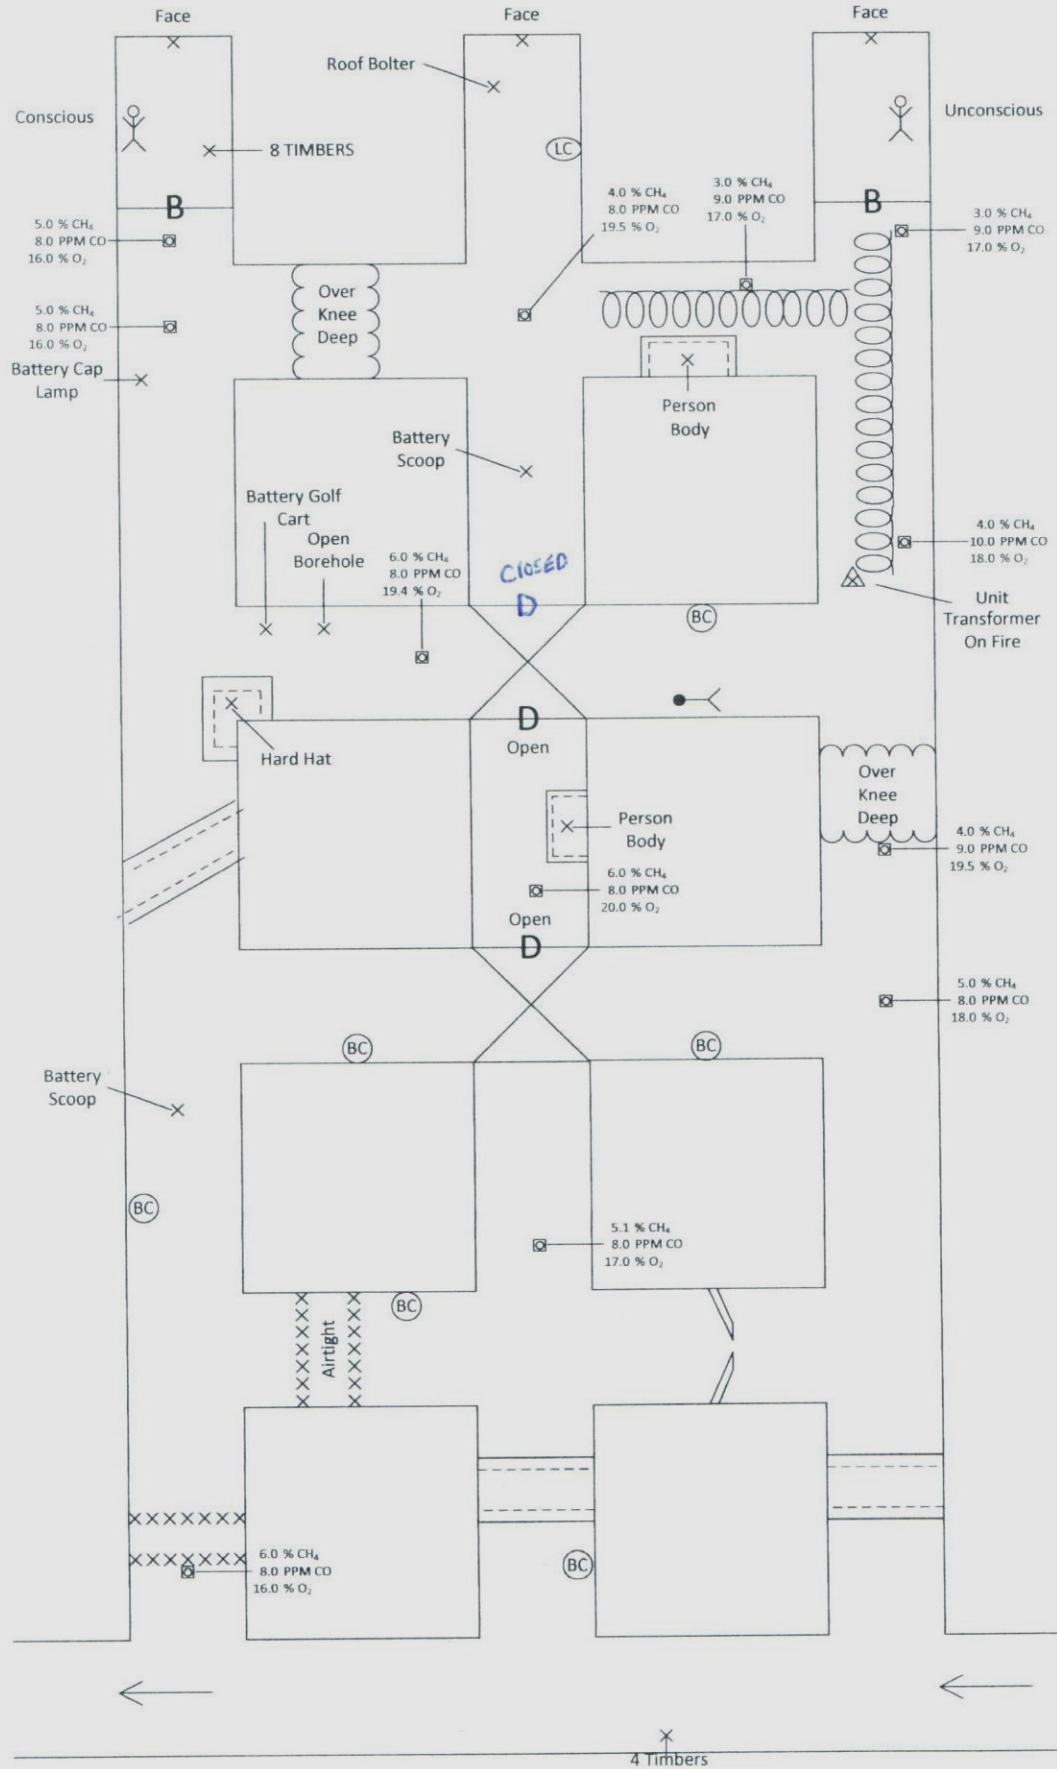 Face
Face
Face
Roof Bolter
Conscious
Unconscious
8 TIMBERS
LC
B
B
5.0 % CH₄
8.0 PPM CO
16.0 % O₂
4.0 % CH₄
8.0 PPM CO
19.5 % O₂
3.0 % CH₄
9.0 PPM CO
17.0 % O₂
3.0 % CH₄
9.0 PPM CO
17.0 % O₂
Over
Knee
Deep
5.0 % CH₄
8.0 PPM CO
16.0 % O₂
Battery Cap
Lamp
Person
Body
Battery
Scoop
Battery Golf
Cart
Open
Borehole
6.0 % CH₄
8.0 PPM CO
19.4 % O₂
CLOSED
D
4.0 % CH₄
10.0 PPM CO
18.0 % O₂
BC
Unit
Transformer
On Fire
D
Open
Hard Hat
Over
Knee
Deep
Person
Body
4.0 % CH₄
9.0 PPM CO
19.5 % O₂
6.0 % CH₄
8.0 PPM CO
20.0 % O₂
Open
D
5.0 % CH₄
8.0 PPM CO
18.0 % O₂
BC
BC
Battery
Scoop
BC
5.1 % CH₄
8.0 PPM CO
17.0 % O₂
BC
Airtight
6.0 % CH₄
8.0 PPM CO
16.0 % O₂
BC
4 Timbers